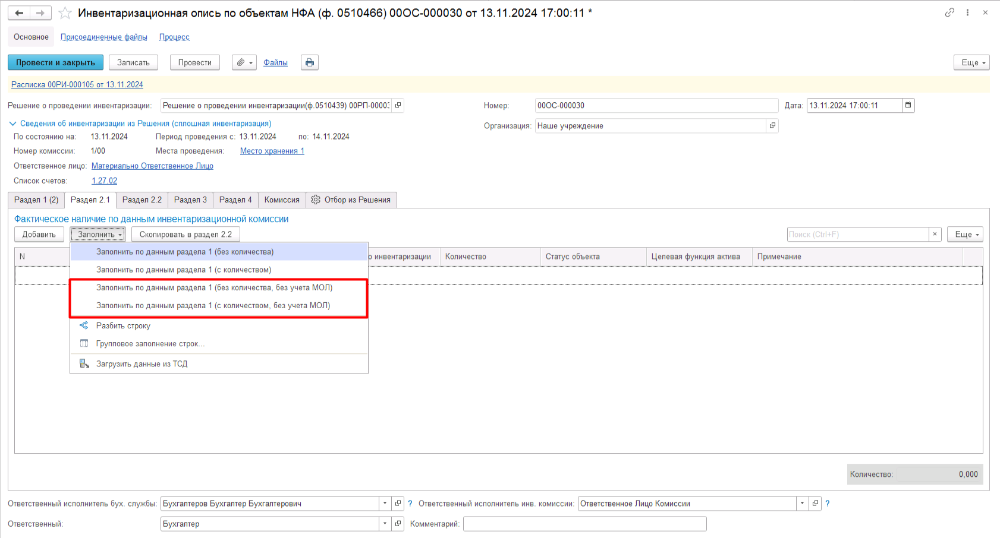 Инвентаризационная опись по объектам НФА (ф. 0510466) 00ОС-000030 от 13.11.2024 17:00:11 *
Основное Присоединенные файлы Процесс
Провести и закрыть Записать Провести Файлы Еще
Расписка 00РИ-000105 от 13.11.2024
Решение о проведении инвентаризации: Решение о проведении инвентаризации(ф.0510439) 00РП-00003 Номер: 00ОС-000030 Дата: 13.11.2024 17:00:11
Сведения об инвентаризации из Решения (сплошная инвентаризация) Организация: Наше учреждение
По состоянию на: 13.11.2024 Период проведения с: 13.11.2024 по: 14.11.2024
Номер комиссии: 1/00 Места проведения: Место хранения 1
Ответственное лицо: Материально Ответственное Лицо
Список счетов: 1.27.02
Раздел 1 (2) Раздел 2.1 Раздел 2.2 Раздел 3 Раздел 4 Комиссия Отбор из Решения
Фактическое наличие по данным инвентаризационной комиссии
Добавить Заполнить Скопировать в раздел 2.2 Поиск (Ctrl+F) × Еще
N о инвентаризации Количество Статус объекта Целевая функция актива Примечание
Заполнить по данным раздела 1 (без количества)
Заполнить по данным раздела 1 (с количеством)
Заполнить по данным раздела 1 (без количества, без учета МОЛ)
Заполнить по данным раздела 1 (с количеством, без учета МОЛ)
Разбить строку
Групповое заполнение строк...
Загрузить данные из ТСД
Количество: 0,000
Ответственный исполнитель бух. службы: Бухгалтеров Бухгалтер Бухгалтерович ? Ответственный исполнитель инв. комиссии: Ответственное Лицо Комиссии ?
Ответственный: Бухгалтер Комментарий: